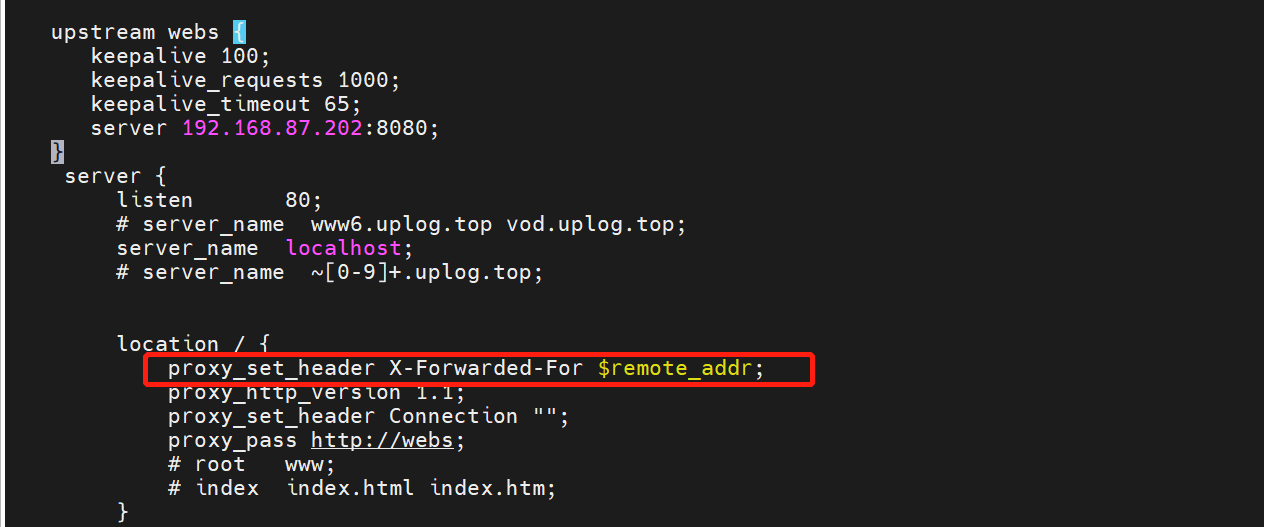 upstream webs {
keepalive 100;
keepalive_requests 1000;
keepalive_timeout 65;
server 192.168.87.202:8080;
}
server {
listen 80;
# server_name www6.uplog.top vod.uplog.top;
server_name localhost;
# server_name ~[0-9]+.uplog.top;
location / {
proxy_set_header X-Forwarded-For $remote_addr;
proxy_http_version 1.1;
proxy_set_header Connection "";
proxy_pass http://webs;
# root www;
# index index.html index.htm;
}